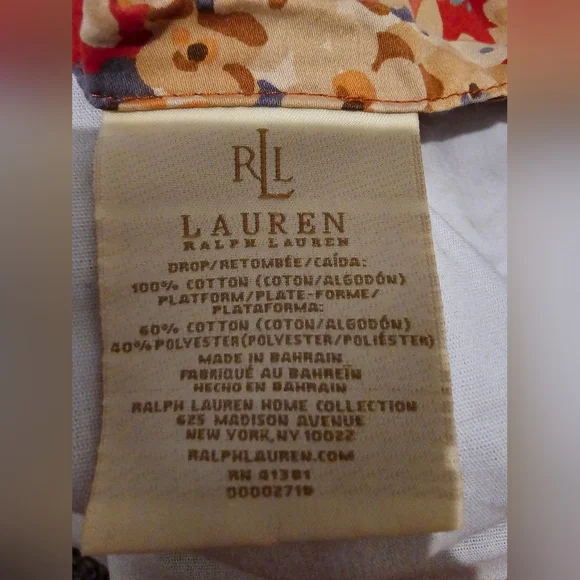 RLL
LAUREN
RALPH LAUREN
DROP/RETOMBÉE/CAÍDA:
100% COTTON (COTON/ALGODÓN)
PLATFORM/PLATE-FORME/
PLATAFORMA:
60% COTTON (COTON/ALGODÓN)
40% POLYESTER(POLYESTER/POLIÉSTER)
MADE IN BAHRAIN
FABRIQUÉ AU BAHREÏN
HECHO EN BAHRAIN
RALPH LAUREN HOME COLLECTION
625 MADISON AVENUE
NEW YORK, NY 10022
RALPHLAUREN.COM
RN 41381